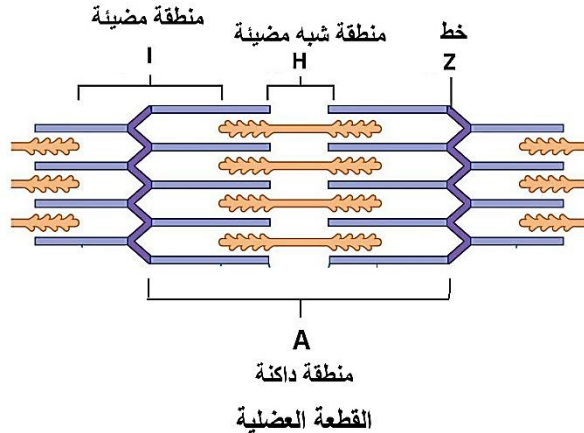 منطقة مضيئة
I
منطقة شبه مضيئة
H
خط
Z
A
منطقة داكنة
القطعة العضلية